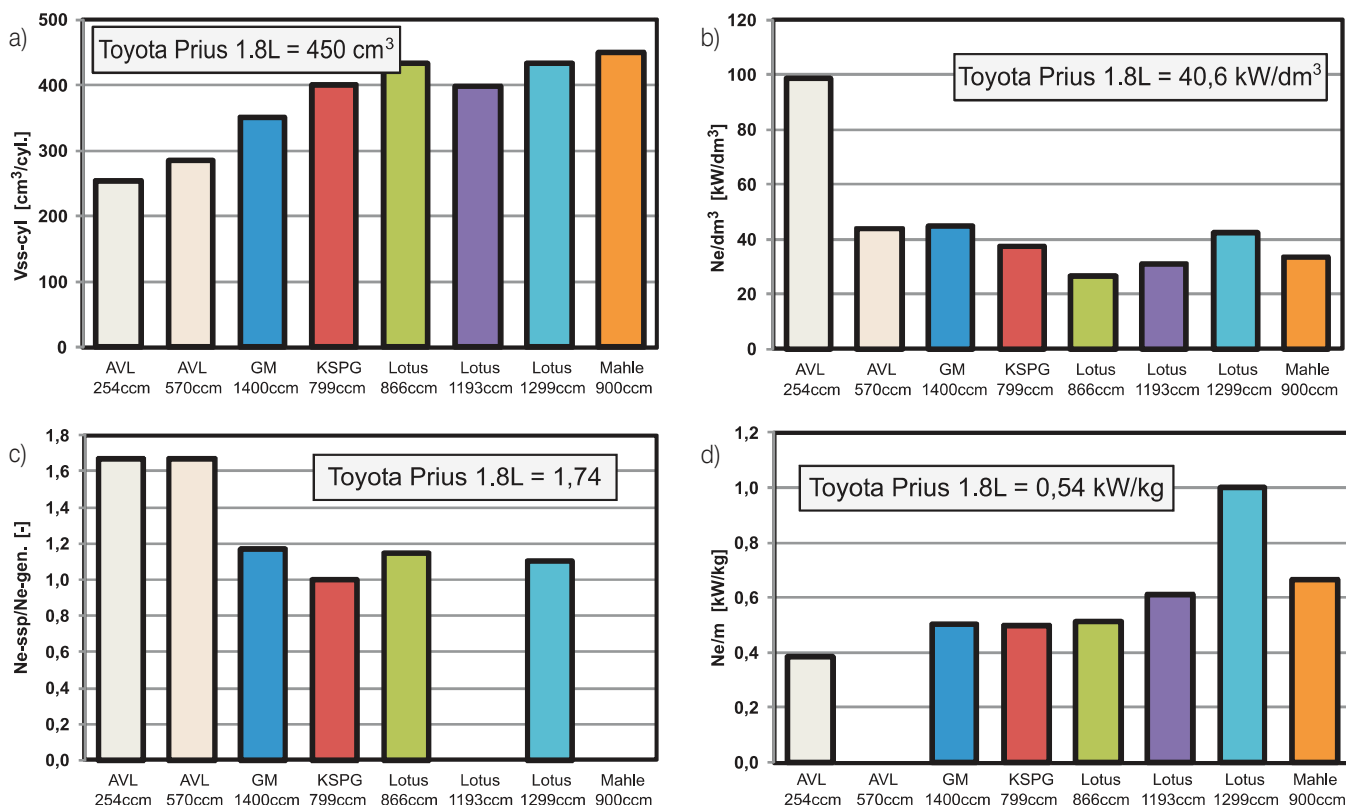 a)
Toyota Prius 1.8L = 450 cm³
Vss-cyl [cm³/cyl.]
500
400
300
200
100
0
AVL AVL GM KSPG Lotus Lotus Lotus Mahle
254ccm 570ccm 1400ccm 799ccm 866ccm 1193ccm 1299ccm 900ccm
b)
Toyota Prius 1.8L = 40,6 kW/dm³
Ne/dm³ [kW/dm³]
120
100
80
60
40
20
0
AVL AVL GM KSPG Lotus Lotus Lotus Mahle
254ccm 570ccm 1400ccm 799ccm 866ccm 1193ccm 1299ccm 900ccm
c)
Toyota Prius 1.8L = 1,74
Ne-ssp/Ne-gen. [-]
1,8
1,6
1,4
1,2
1,0
0,8
0,6
0,4
0,2
0,0
AVL AVL GM KSPG Lotus Lotus Lotus Mahle
254ccm 570ccm 1400ccm 799ccm 866ccm 1193ccm 1299ccm 900ccm
d)
Toyota Prius 1.8L = 0,54 kW/kg
Ne/m [kW/kg]
1,2
1,0
0,8
0,6
0,4
0,2
0,0
AVL AVL GM KSPG Lotus Lotus Lotus Mahle
254ccm 570ccm 1400ccm 799ccm 866ccm 1193ccm 1299ccm 900ccm